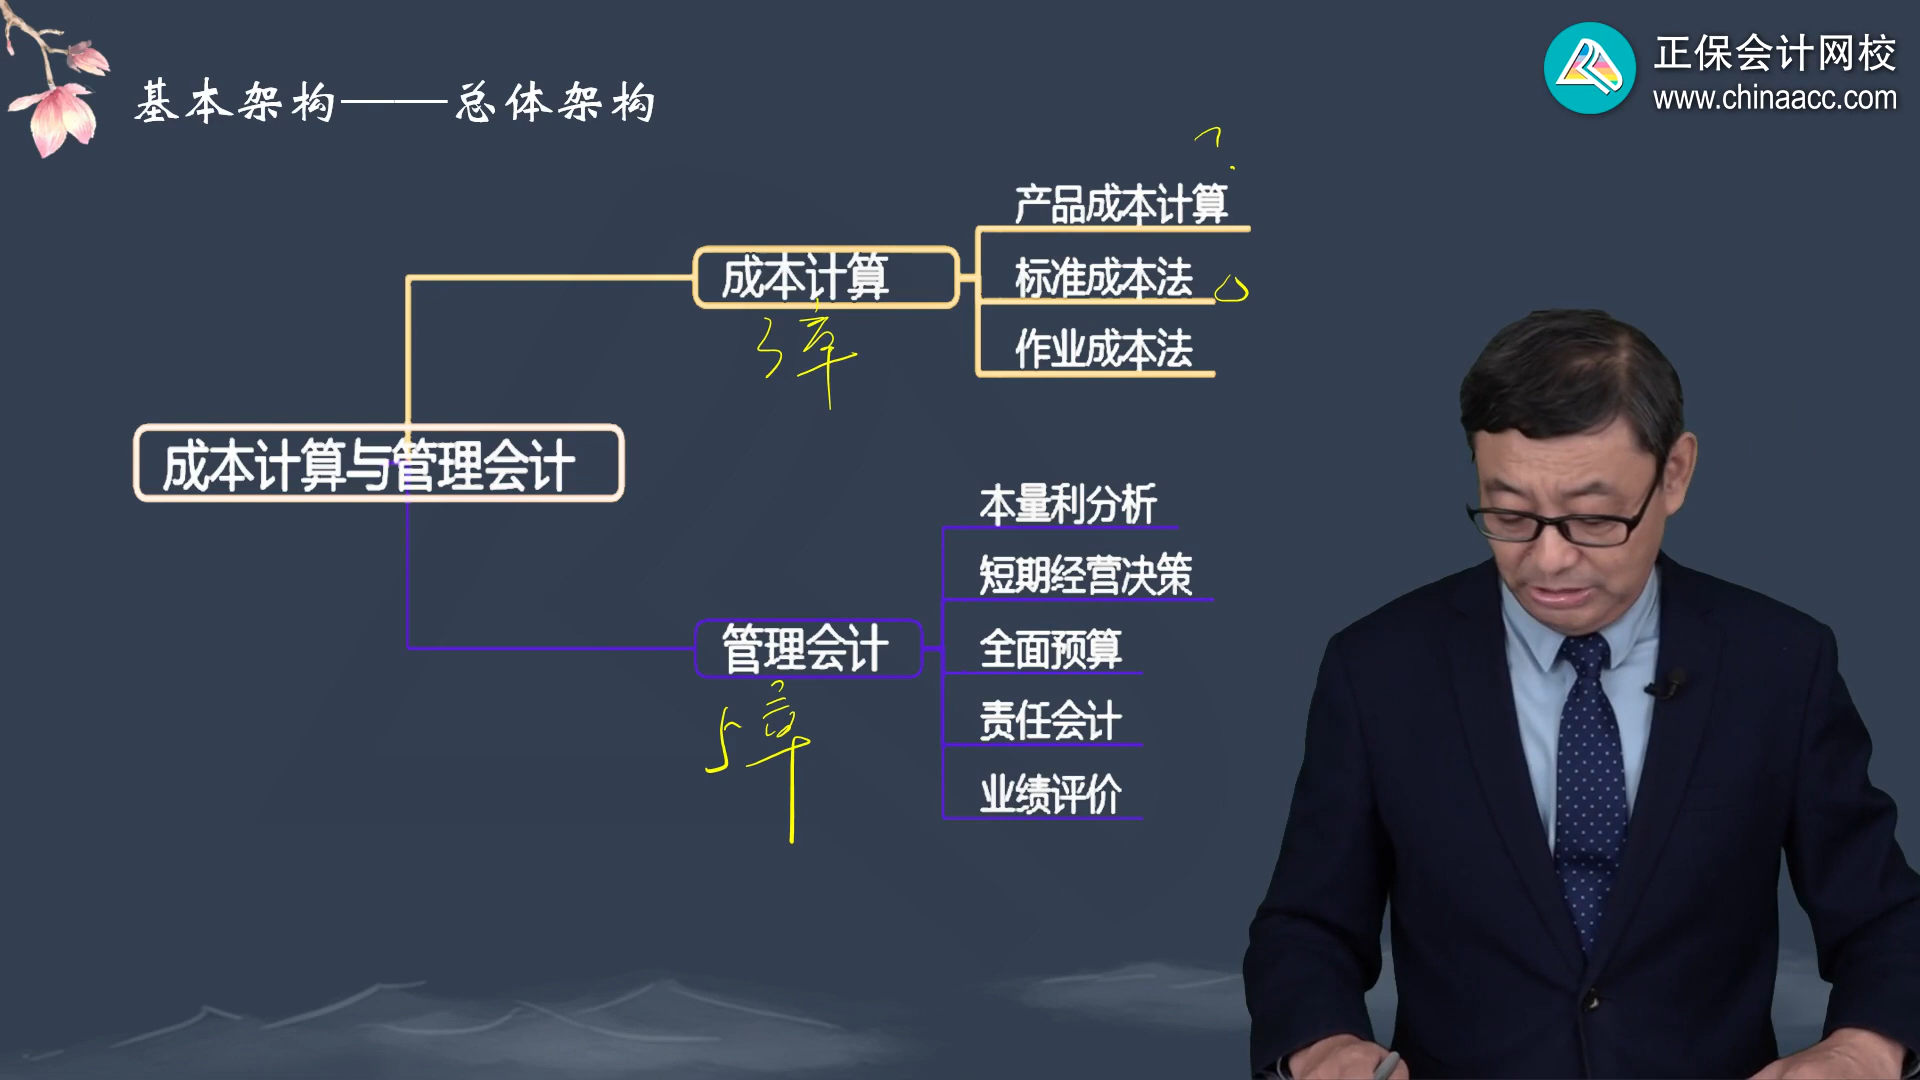 基本架构——总体架构
正保会计网校
www.chinaacc.com
产品成本计算
成本计算
标准成本法
3章
作业成本法
成本计算与管理会计
本量利分析
短期经营决策
管理会计
全面预算
5章
责任会计
业绩评价